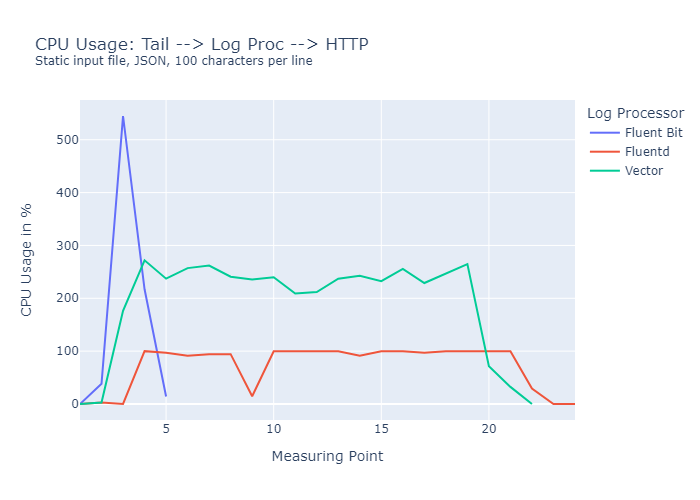 CPU Usage: Tail --> Log Proc --> HTTP
Static input file, JSON, 100 characters per line
Log Processor
Fluent Bit
Fluentd
Vector
CPU Usage in %
500
400
300
200
100
0
5
10
15
20
Measuring Point